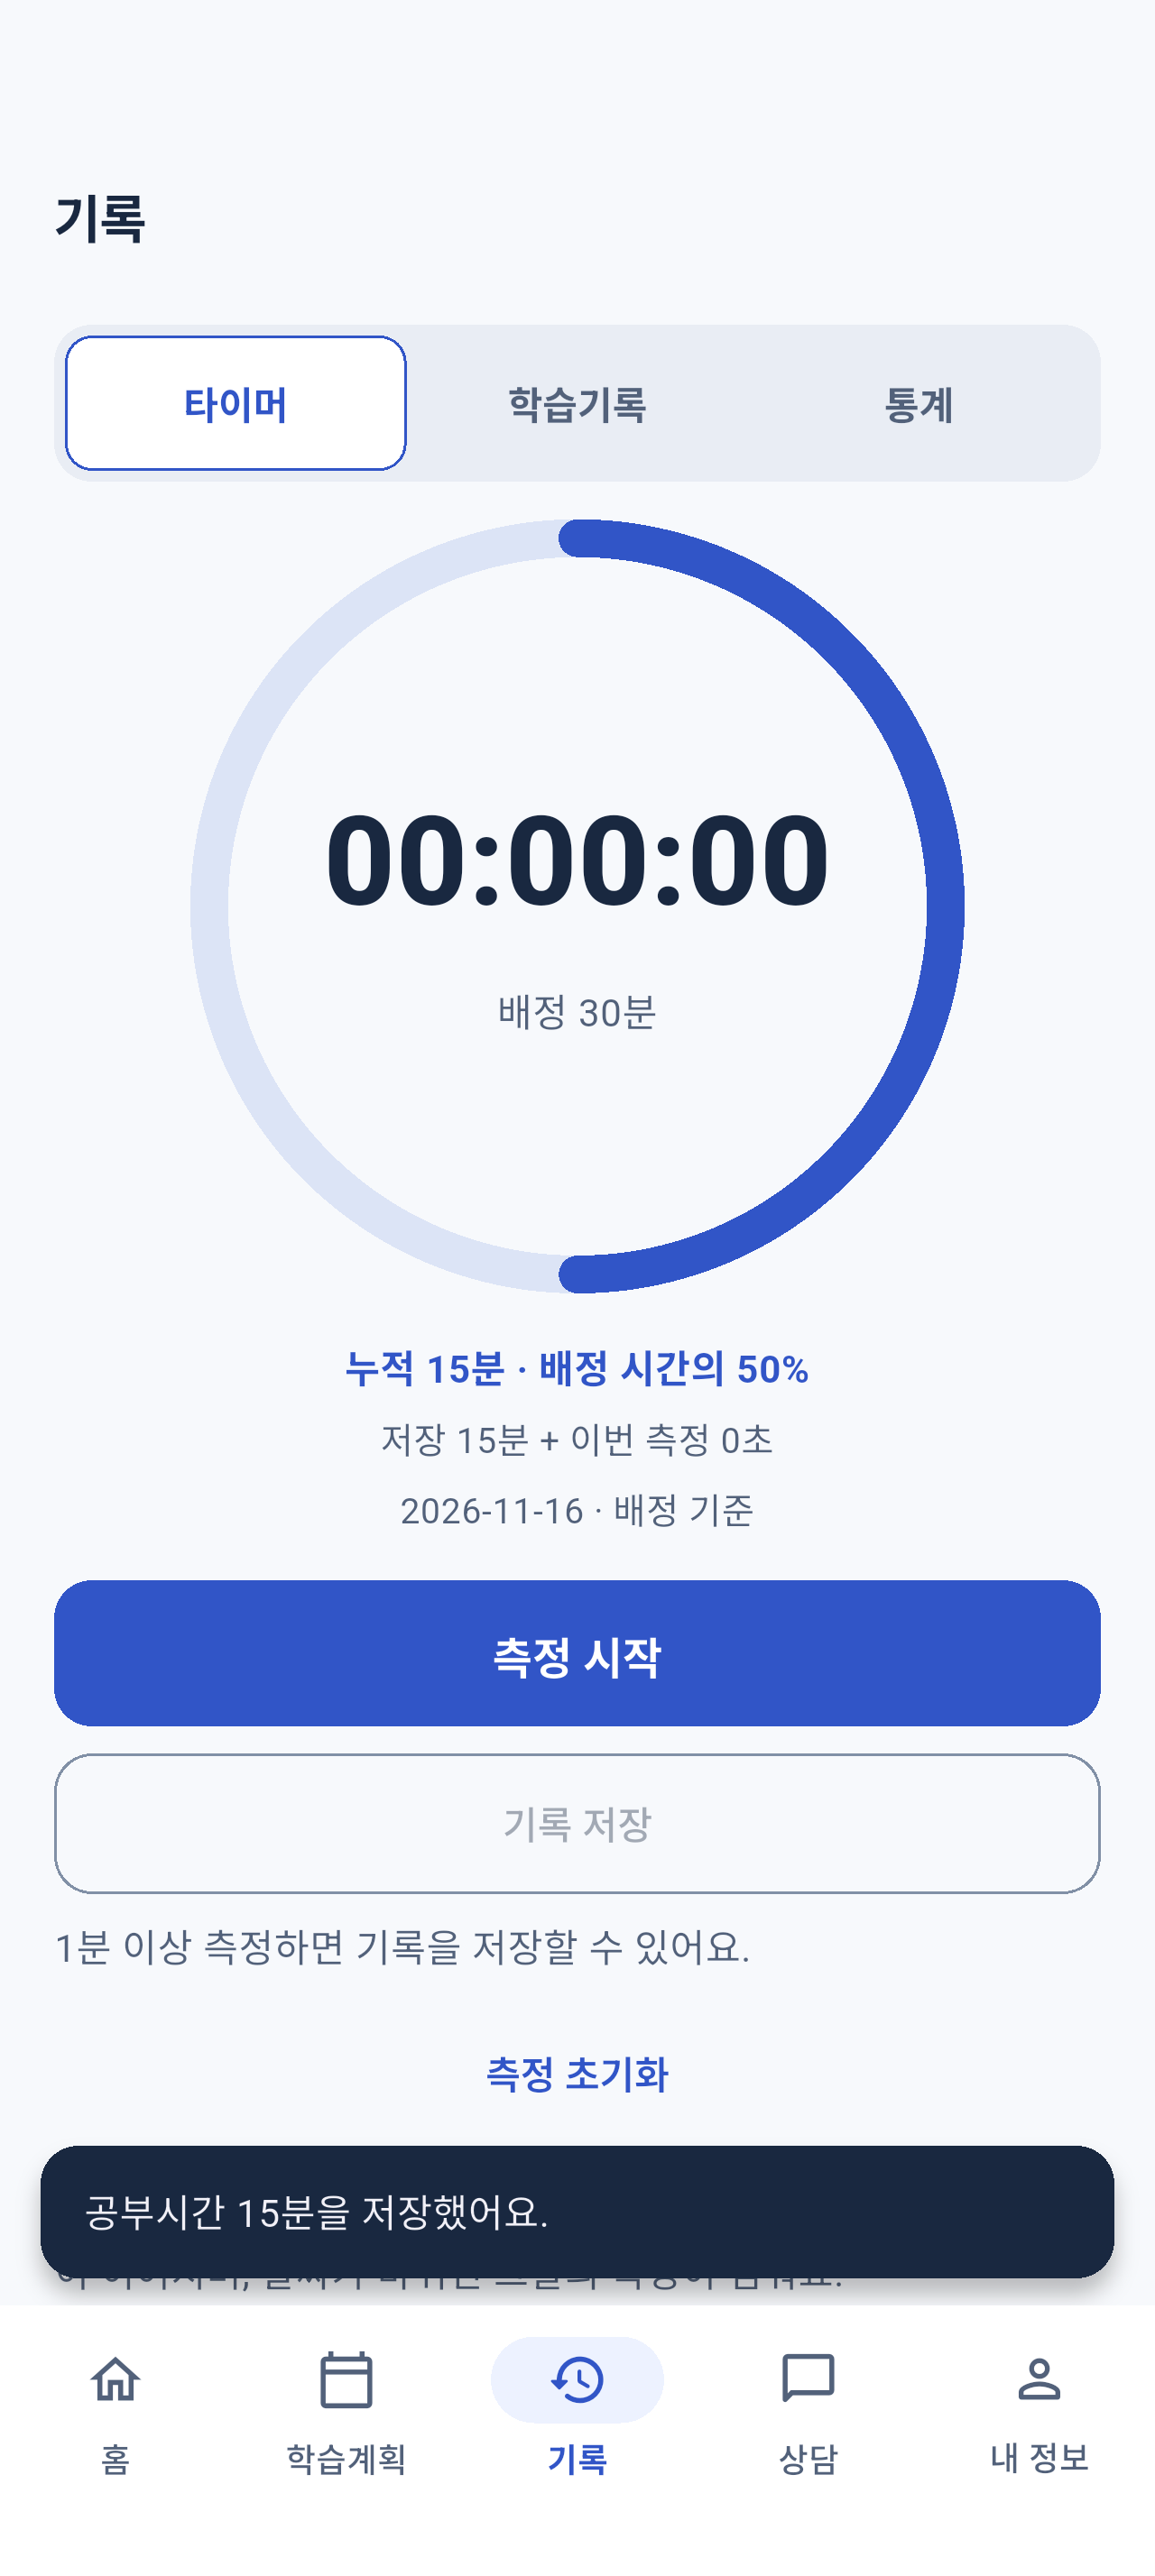 기록
타이머 학습기록 통계
00:00:00
배정 30분
누적 15분 · 배정 시간의 50%
저장 15분 + 이번 측정 0초
2026-11-16 · 배정 기준
측정 시작
기록 저장
1분 이상 측정하면 기록을 저장할 수 있어요.
측정 초기화
공부시간 15분을 저장했어요.
홈 학습계획 기록 상담 내 정보